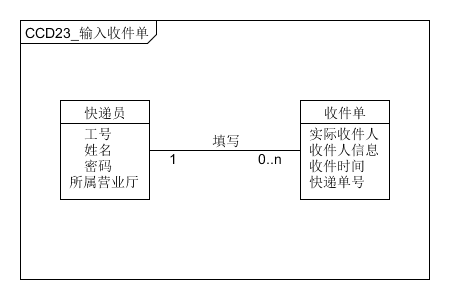 CCD23_输入收件单
快递员
工号
姓名
密码
所属营业厅
填写
1
0..n
收件单
实际收件人
收件人信息
收件时间
快递单号